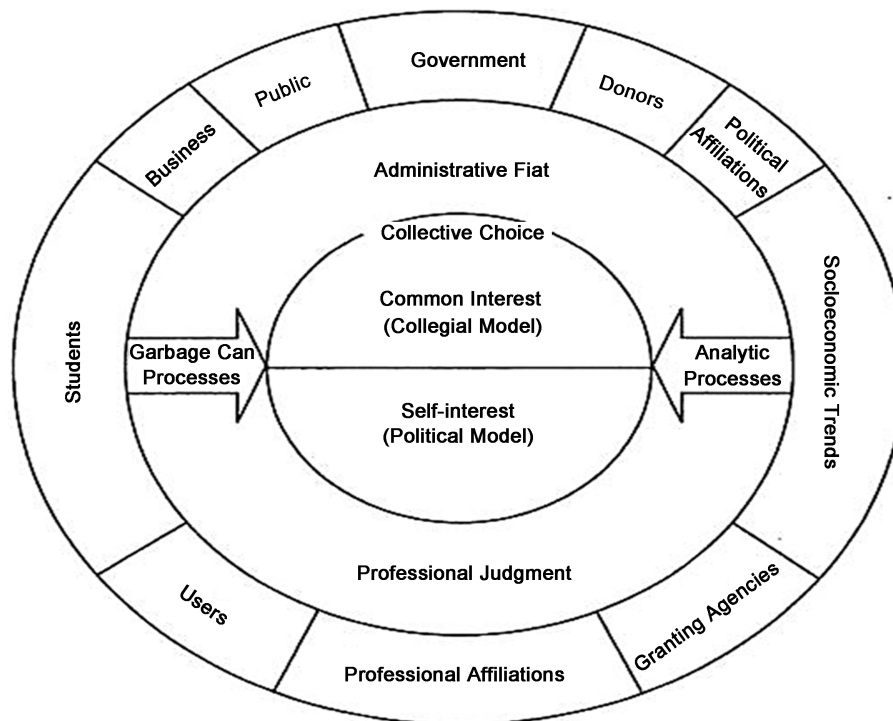 Government
Public
Donors
Business
Political
Affiliations
Administrative Fiat
Collective Choice
Common Interest
(Collegial Model)
Students
Garbage Can
Processes
Analytic
Processes
Socloeconomic Trends
Self-interest
(Political Model)
Professional Judgment
Users
Granting Agencies
Professional Affiliations